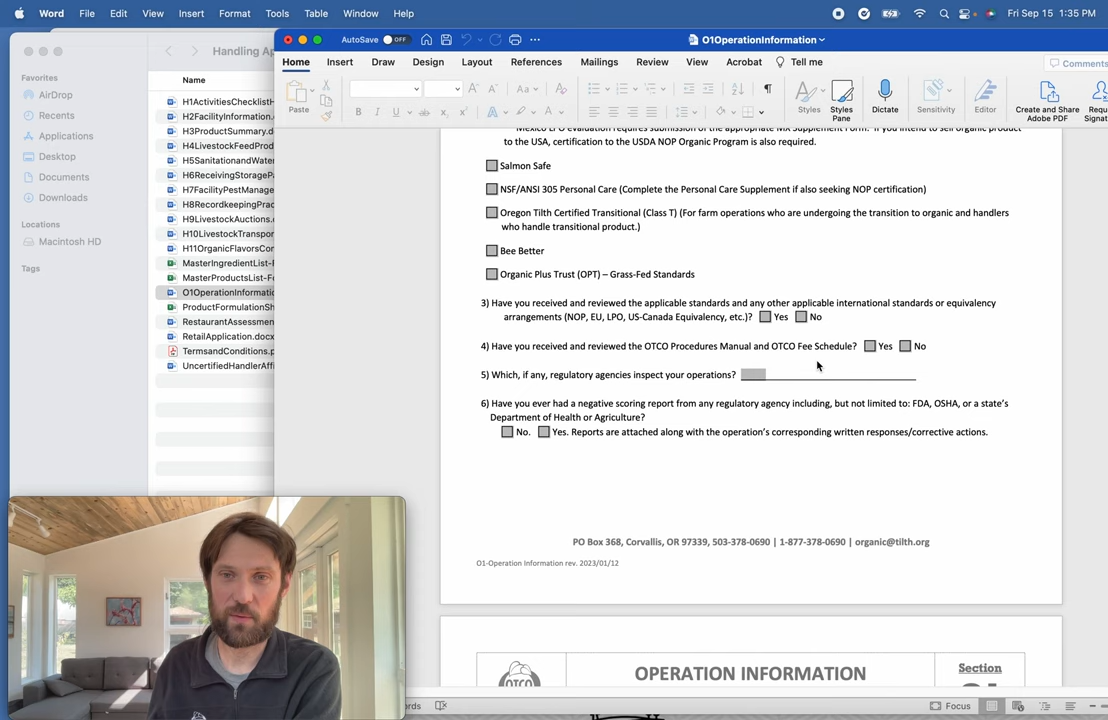 Word File Edit View Insert Format Tools Table Window Help Fri Sep 15 1:35 PM
AutoSave OFF O1OperationInformation
Handling Ap
Home Insert Draw Design Layout References Mailings Review View Acrobat Tell me Comments
Paste Styles Styles Pane Dictate Sensitivity Editor Create and Share Adobe PDF Requ Signat
Favorites
AirDrop
Recents
Applications
Desktop
Documents
Downloads
Locations
Macintosh HD
Tags
Name
H1ActivitiesChecklistH
H2FacilityInformation.
H3ProductSummary.d
H4LivestockFeedProd
H5SanitationandWater
H6ReceivingStoragePa
H7FacilityPestManage
H8RecordkeepingPrac
H9LivestockAuctions.d
H10LivestockTranspor
H11OrganicFlavorsCor
MasterIngredientList-F
MasterProductsList-Fo
O1OperationInformatio
ProductFormulationSh
RestaurantAssessmen
RetailApplication.docx
TermsandConditions.p
UncertifiedHandlerAffi
Mexico LPO evaluation requires submission of the appropriate MX Supplement Form. If you intend to sell organic product
to the USA, certification to the USDA NOP Organic Program is also required.
Salmon Safe
NSF/ANSI 305 Personal Care (Complete the Personal Care Supplement if also seeking NOP certification)
Oregon Tilth Certified Transitional (Class T) (For farm operations who are undergoing the transition to organic and handlers
who handle transitional product.)
Bee Better
Organic Plus Trust (OPT) – Grass-Fed Standards
3) Have you received and reviewed the applicable standards and any other applicable international standards or equivalency
arrangements (NOP, EU, LPO, US-Canada Equivalency, etc.)? Yes No
4) Have you received and reviewed the OTCO Procedures Manual and OTCO Fee Schedule? Yes No
5) Which, if any, regulatory agencies inspect your operations?
6) Have you ever had a negative scoring report from any regulatory agency including, but not limited to: FDA, OSHA, or a state’s
Department of Health or Agriculture?
No. Yes. Reports are attached along with the operation’s corresponding written responses/corrective actions.
PO Box 368, Corvallis, OR 97339, 503-378-0690 | 1-877-378-0690 | organic@tilth.org
O1-Operation Information rev. 2023/01/12
OTCO OPERATION INFORMATION Section
ords Focus